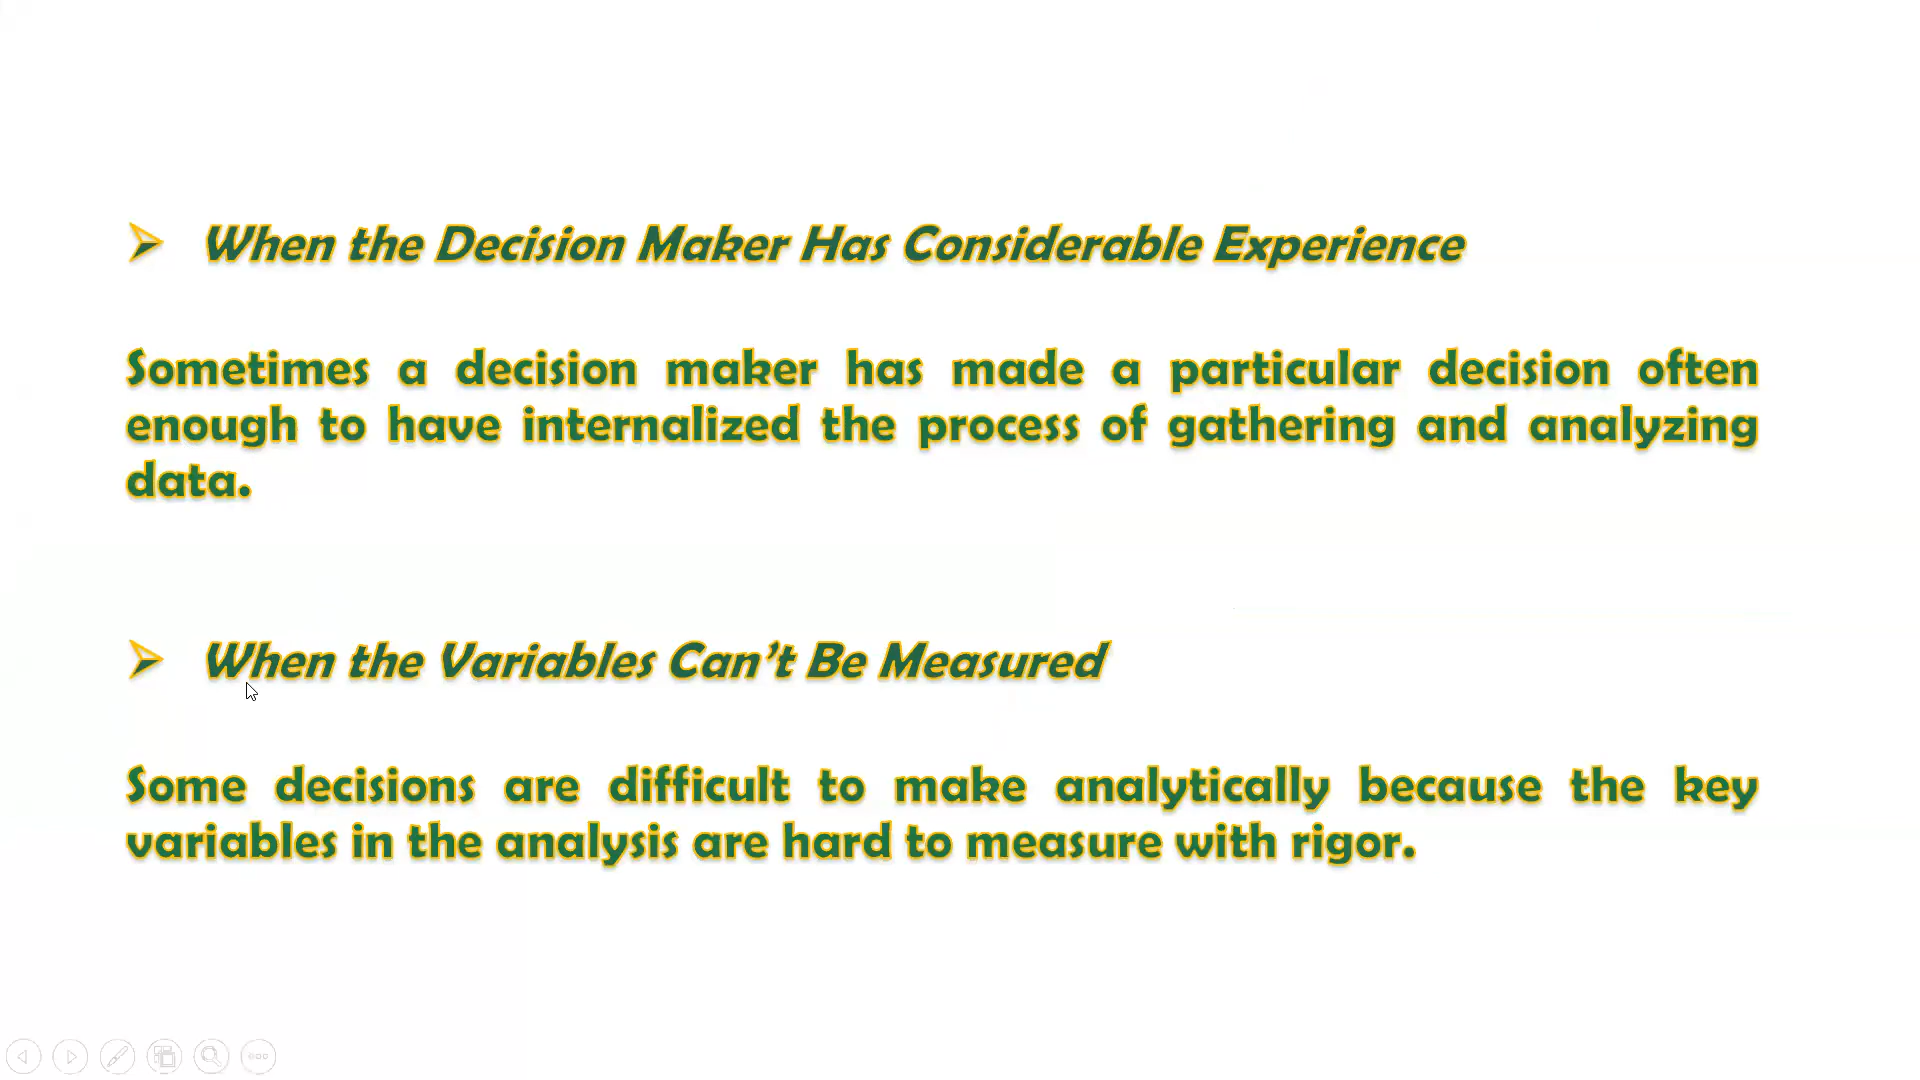 When the Decision Maker Has Considerable Experience
Sometimes a decision maker has made a particular decision often
enough to have internalized the process of gathering and analyzing
data.
When the Variables Can’t Be Measured
Some decisions are difficult to make analytically because the key
variables in the analysis are hard to measure with rigor.